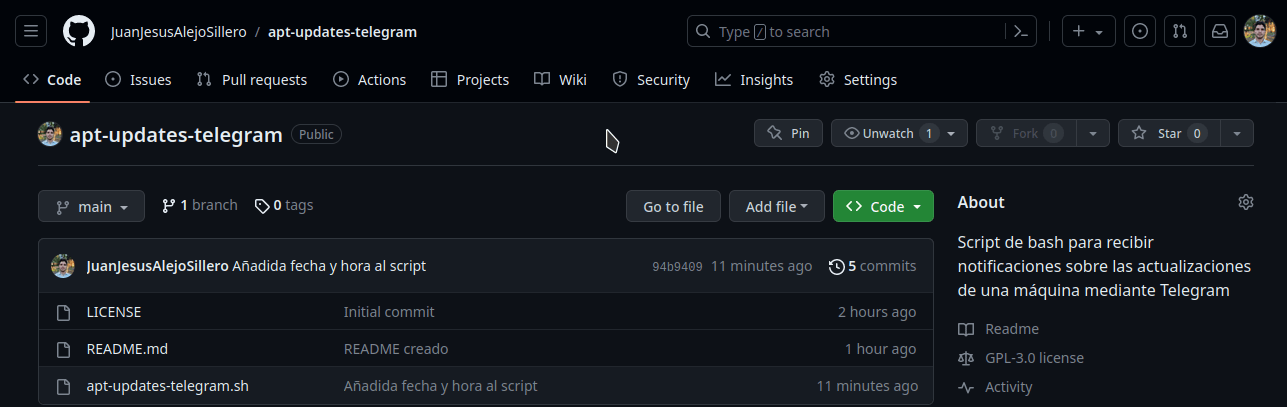 JuanJesusAlejoSillero / apt-updates-telegram Type / to search
Code Issues Pull requests Actions Projects Wiki Security Insights Settings
apt-updates-telegram Public Pin Unwatch 1 Fork 0 Star 0
main 1 branch 0 tags Go to file Add file Code
JuanJesusAlejoSillero Añadida fecha y hora al script 94b9409 11 minutes ago 5 commits
LICENSE Initial commit 2 hours ago
README.md README creado 1 hour ago
apt-updates-telegram.sh Añadida fecha y hora al script 11 minutes ago
About
Script de bash para recibir
notificaciones sobre las actualizaciones
de una máquina mediante Telegram
Readme
GPL-3.0 license
Activity